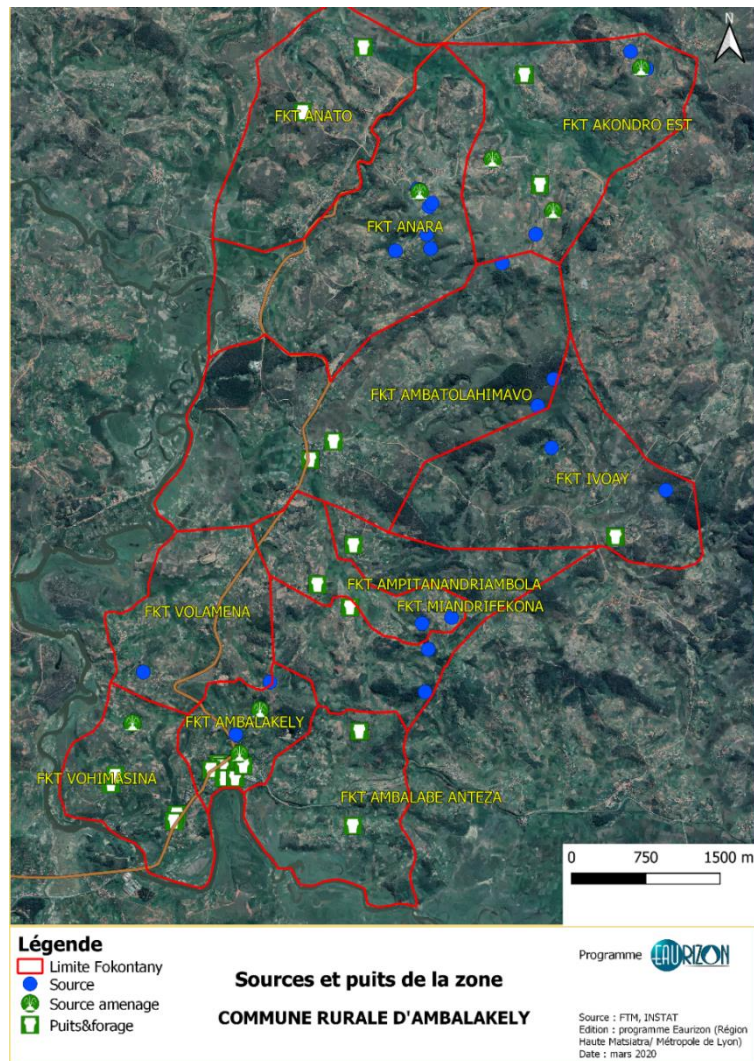 N
FKT ANATO
FKT AKONDRO EST
FKT ANARA
FKT AMBATOLAHIMAVO
FKT IVOAY
FKT AMPITANANDRIAMBOLA
FKT MIANDRIFEKONA
FKT VOLAMENA
FKT AMBALAKELY
FKT VOHIMASINA
FKT AMBALABE ANTEZA
0 750 1500 m
Légende
Limite Fokontany
Source
Source amenage
Puits&forage
Sources et puits de la zone
COMMUNE RURALE D'AMBALAKELY
Programme EAURIZON
Source : FTM, INSTAT
Edition : programme Eaurizon (Région
Haute Matsiatra/ Métropole de Lyon)
Date : mars 2020